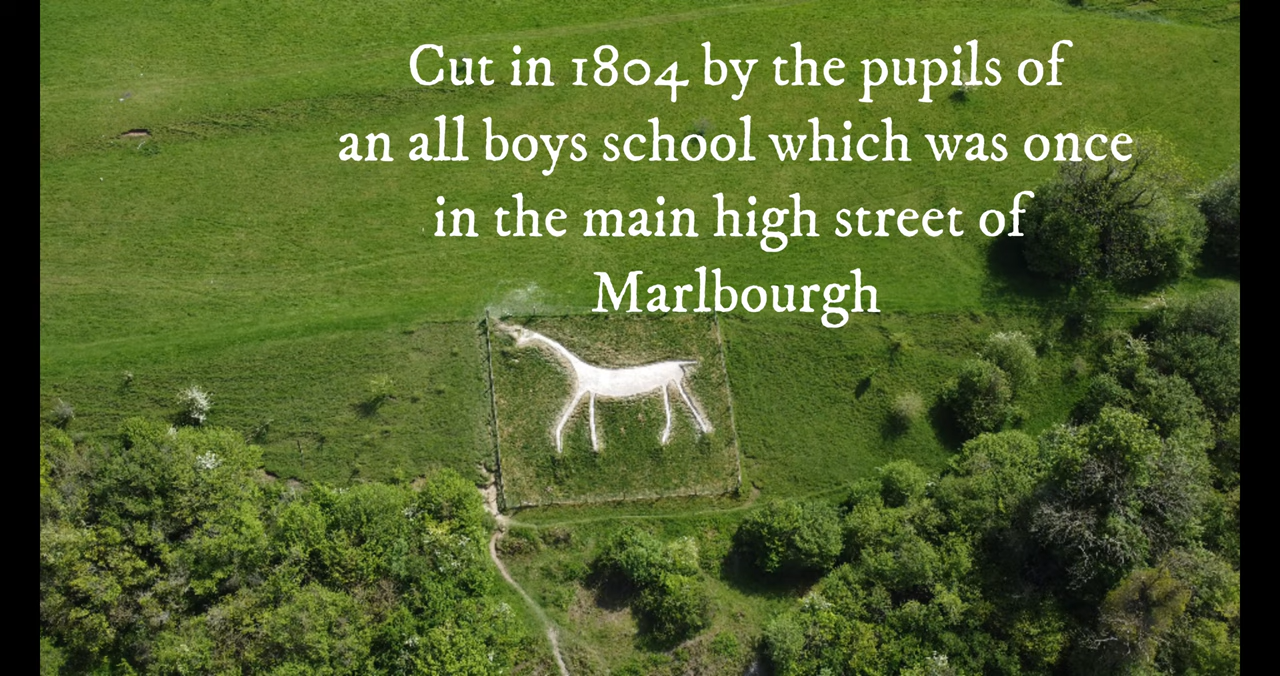 Cut in 1804 by the pupils of
an all boys school which was once
in the main high street of
Marlbourgh